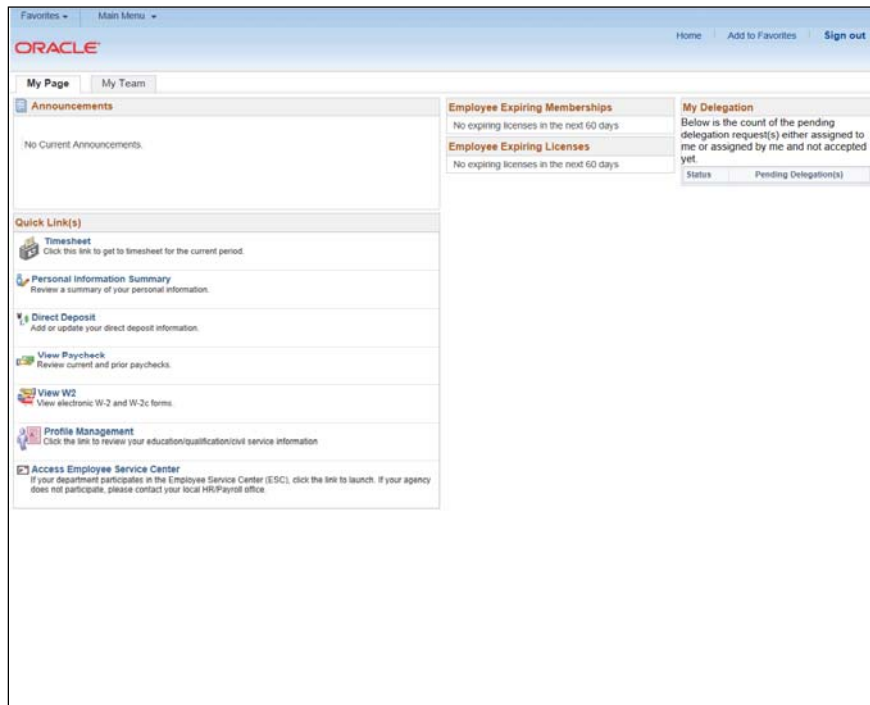 Favorites
Main Menu
ORACLE
Home
Add to Favorites
Sign out
My Page
My Team
Announcements
No Current Announcements.
Quick Link(s)
Timesheet
Click this link to get to timesheet for the current period.
Personal Information Summary
Review a summary of your personal information.
Direct Deposit
Add or update your direct deposit information.
View Paycheck
Review current and prior paychecks.
View W2
View electronic W-2 and W-2c forms.
Profile Management
Click the link to review your education/qualification/civil service information
Access Employee Service Center
If your department participates in the Employee Service Center (ESC), click the link to launch. If your agency
does not participate, please contact your local HR/Payroll office.
Employee Expiring Memberships
No expiring licenses in the next 60 days
Employee Expiring Licenses
No expiring licenses in the next 60 days
My Delegation
Below is the count of the pending
delegation request(s) either assigned to
me or assigned by me and not accepted
yet.
Status
Pending Delegation(s)